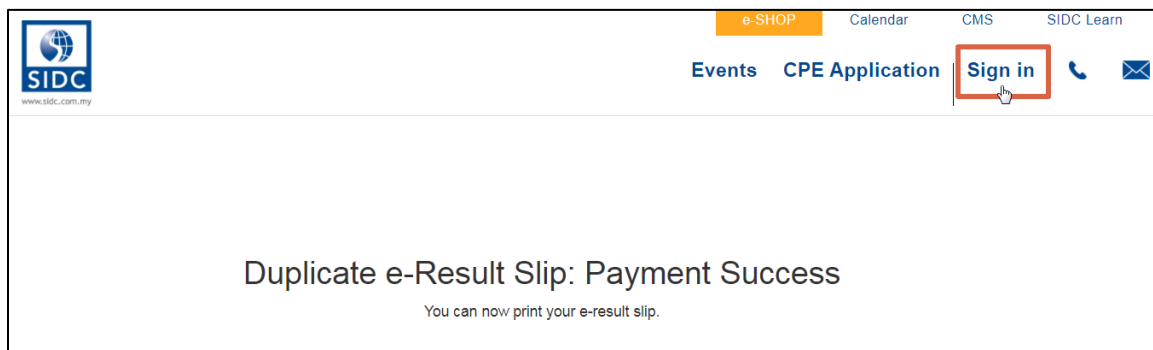 e-SHOP Calendar CMS SIDC Learn
SIDC
www.sidc.com.my
Events CPE Application Sign in
Duplicate e-Result Slip: Payment Success
You can now print your e-result slip.